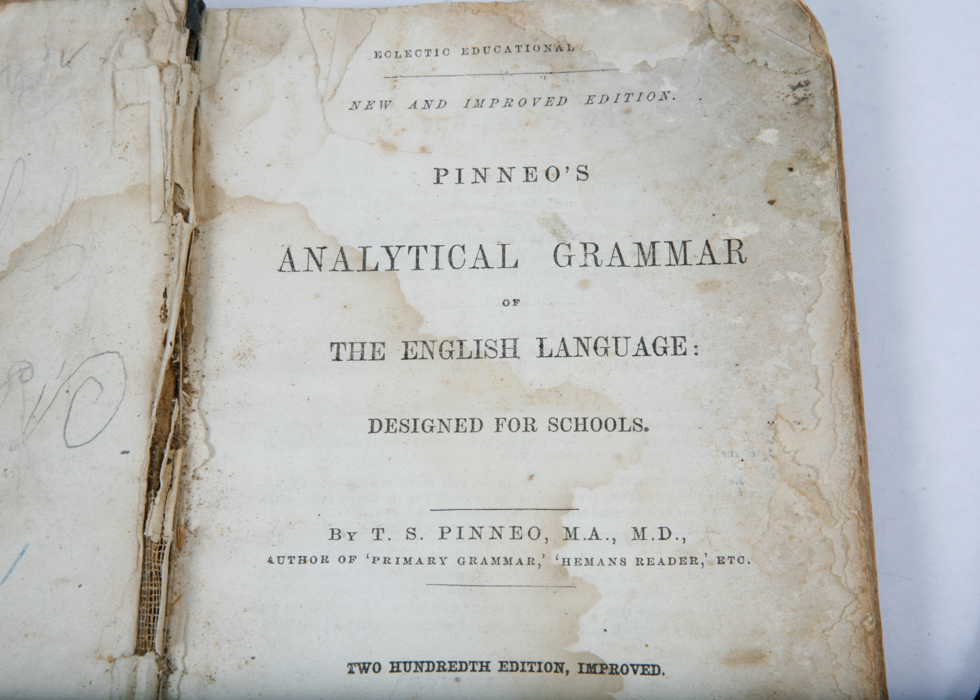 ECLECTIC EDUCATIONAL
NEW AND IMPROVED EDITION.
PINNEO'S
ANALYTICAL GRAMMAR
OF
THE ENGLISH LANGUAGE:
DESIGNED FOR SCHOOLS.
BY T. S. PINNEO, M.A., M.D.,
AUTHOR OF 'PRIMARY GRAMMAR,' 'HEMANS READER,' ETC.
TWO HUNDREDTH EDITION, IMPROVED.